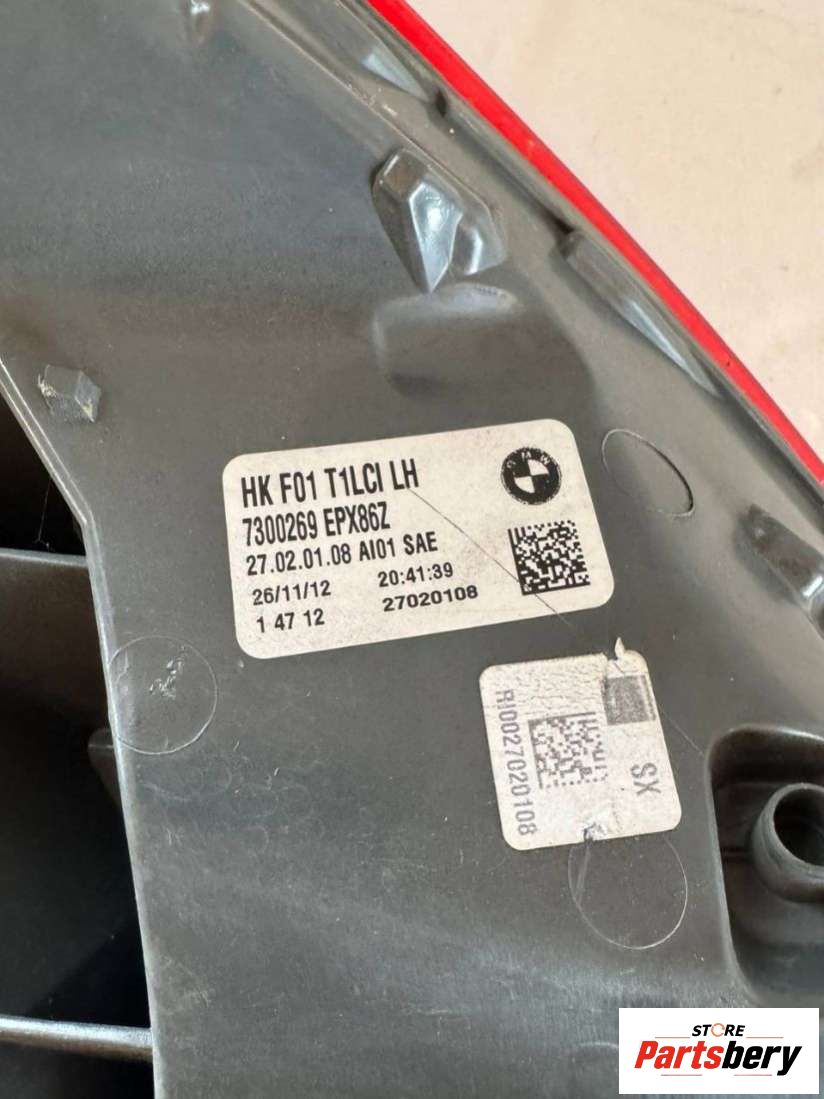 HK F01 T1LCI LH
BMW
7300269 EPX86Z
27.02.01.08 AI01 SAE
26/11/12 20:41:39
1 47 12 27020108
RI0027020108
SX
STORE
Partsbery